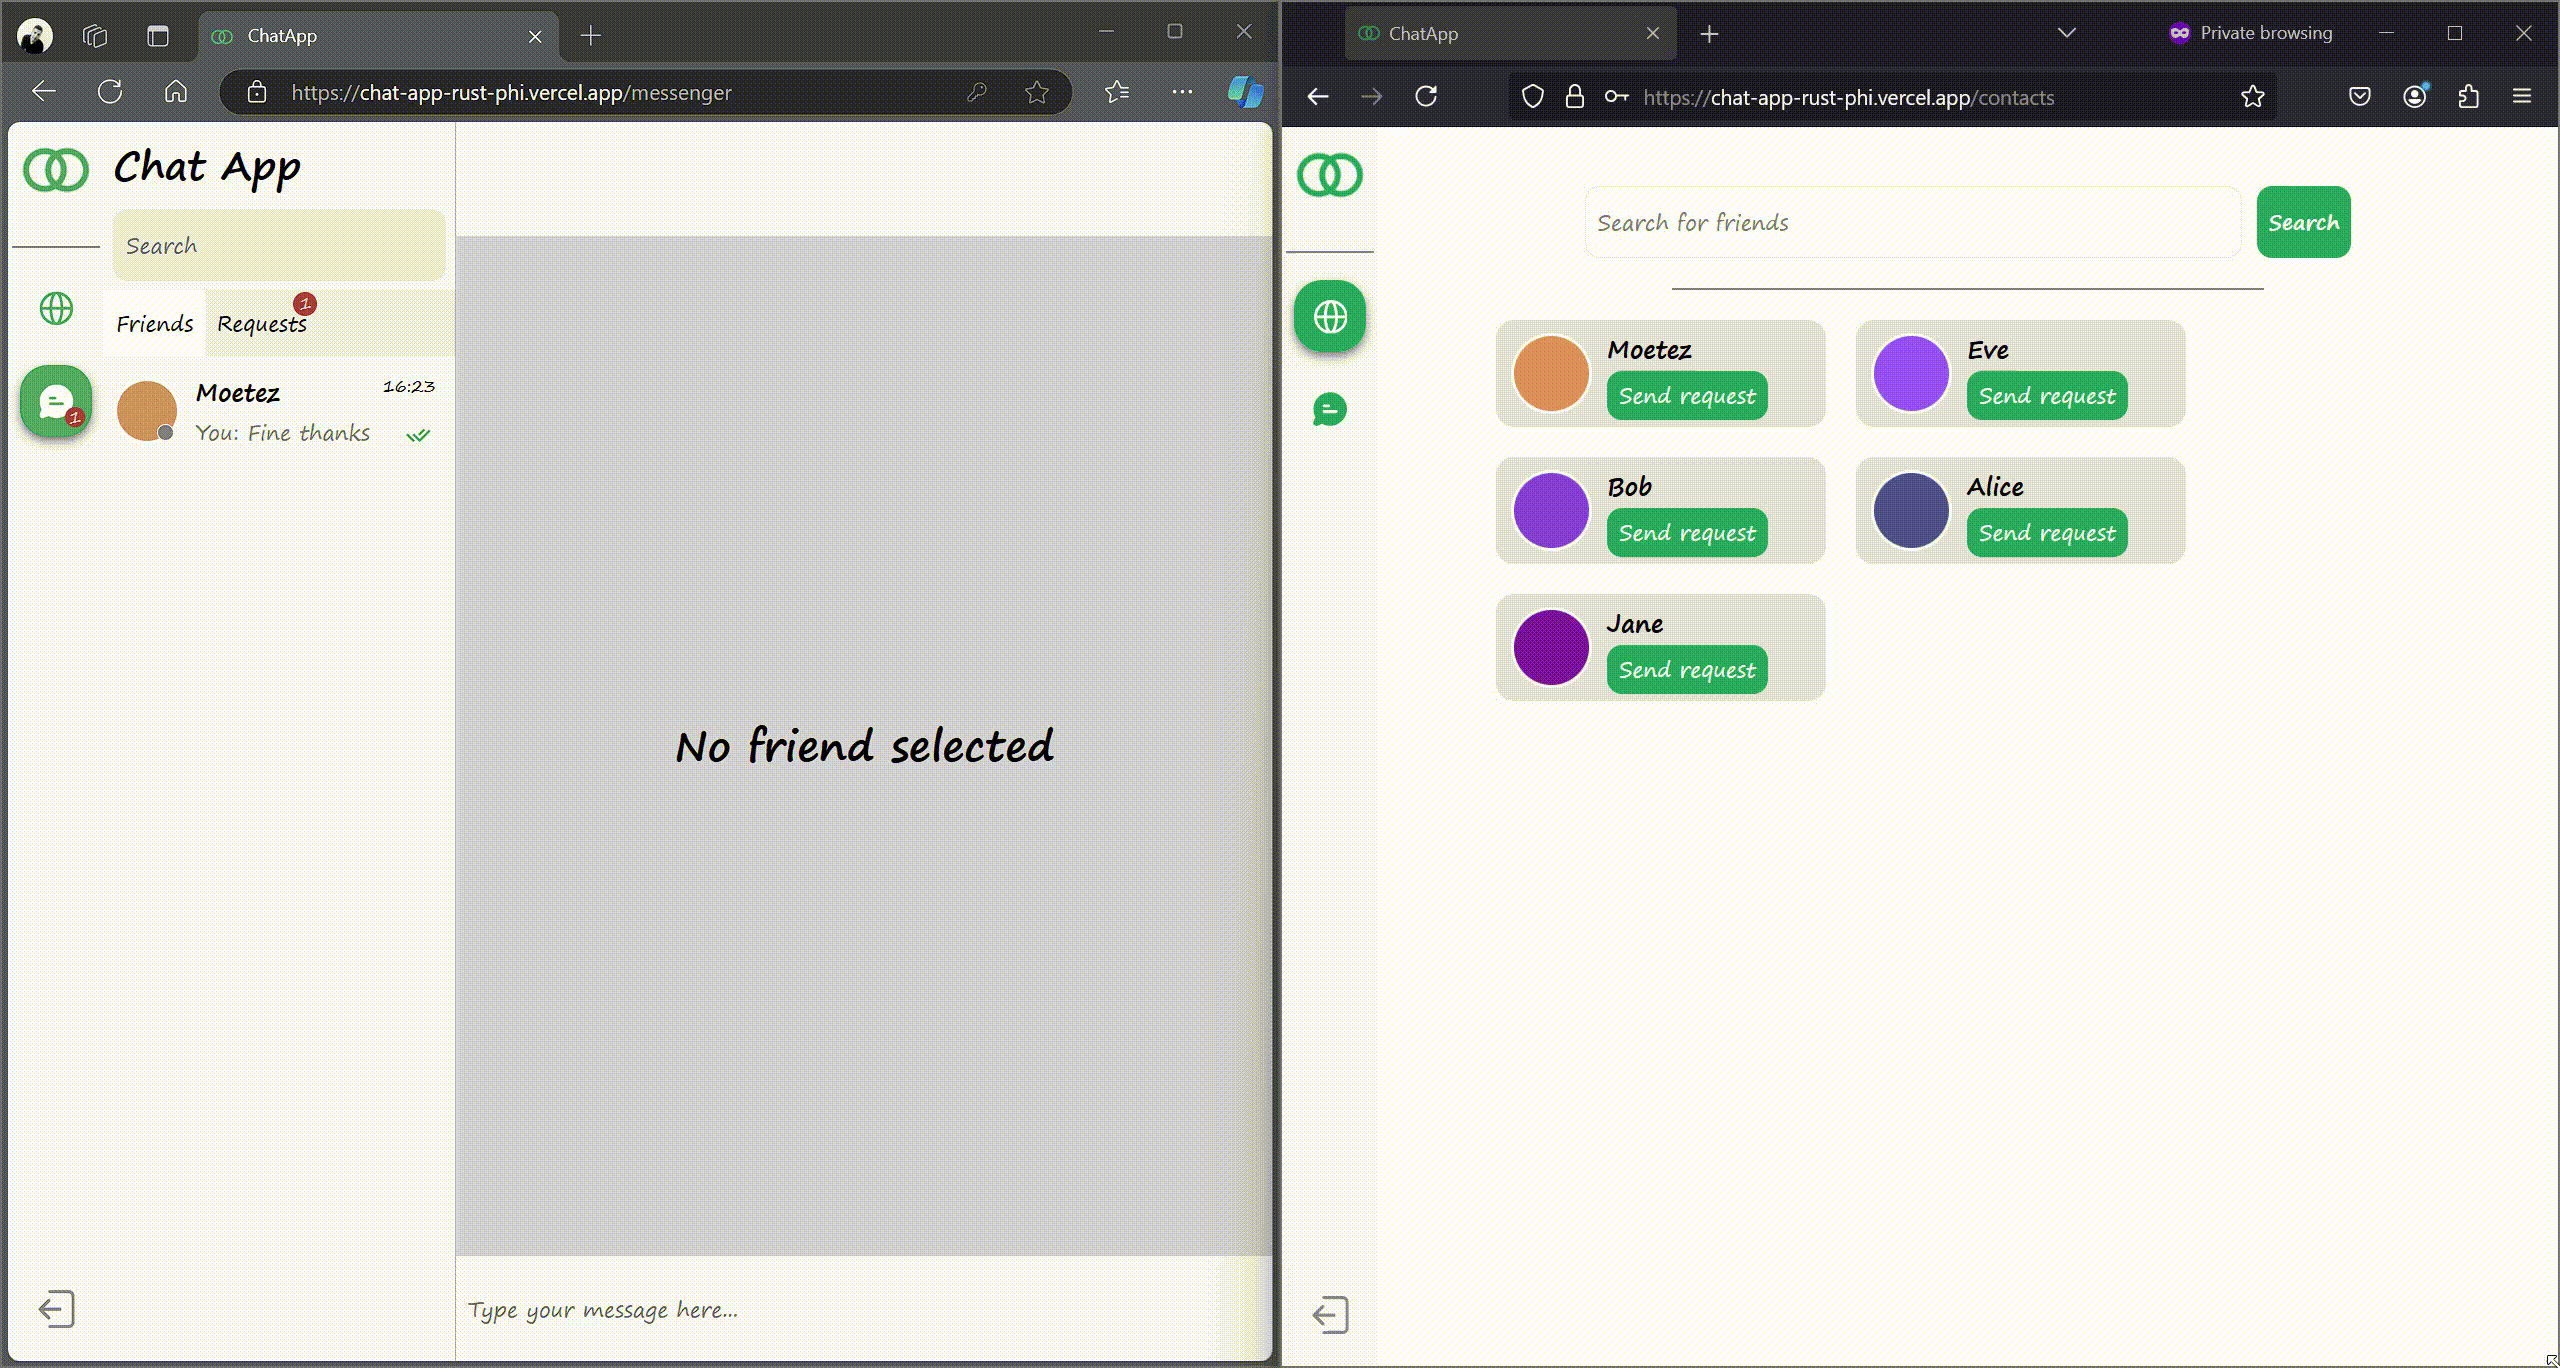 ChatApp
https://chat-app-rust-phi.vercel.app/messenger
Chat App
Search
Friends
Requests
1
1
Moetez
16:23
You: Fine thanks
No friend selected
Type your message here...
ChatApp
Private browsing
https://chat-app-rust-phi.vercel.app/contacts
Search for friends
Search
Moetez
Send request
Eve
Send request
Bob
Send request
Alice
Send request
Jane
Send request